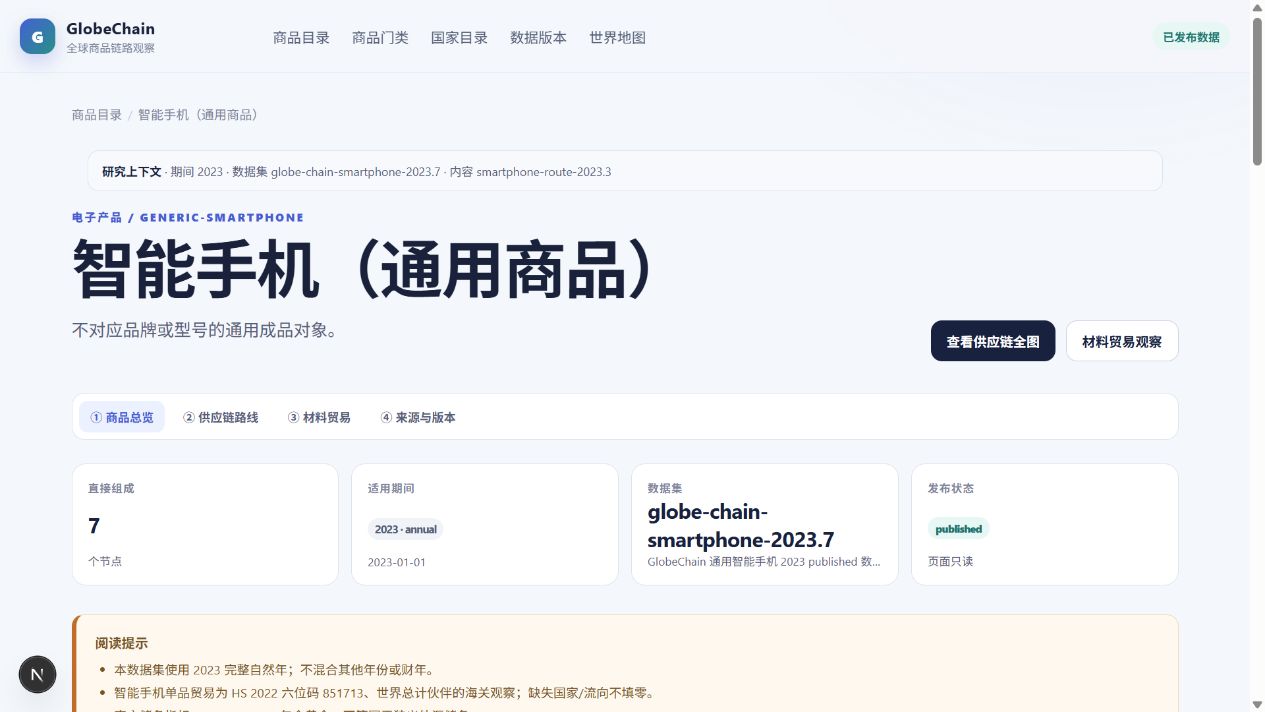 G
GlobeChain
全球商品链路观察
商品目录 商品门类 国家目录 数据版本 世界地图
已发布数据
商品目录 / 智能手机（通用商品）
研究上下文 · 期间 2023 · 数据集 globe-chain-smartphone-2023.7 · 内容 smartphone-route-2023.3
电子产品 / GENERIC-SMARTPHONE
智能手机（通用商品）
不对应品牌或型号的通用成品对象。
查看供应链全图 材料贸易观察
① 商品总览 ② 供应链路线 ③ 材料贸易 ④ 来源与版本
直接组成
7
个节点
适用期间
2023 · annual
2023-01-01
数据集
globe-chain-
smartphone-2023.7
GlobeChain 通用智能手机 2023 published 数...
发布状态
published
页面只读
阅读提示
本数据集使用 2023 完整自然年；不混合其他年份或财年。
智能手机单品贸易为 HS 2022 六位码 851713、世界总计伙伴的海关观察；缺失国家/流向不填零。
N